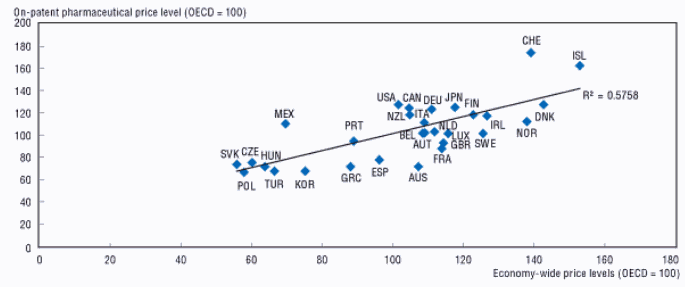 On-patent pharmaceutical price level (OECD = 100)
200
180
160
140
120
100
80
60
40
20
0
CHE
ISL
USA CAN DEU JPN FIN
MEX
NZL ITA
R² = 0.5758
DNK
IRL
NOR
PRT
BEL NLD LUX
AUT GBR SWE
FRA
SVK CZE HUN
POL TUR KOR GRC ESP AUS
0 20 40 60 80 100 120 140 160 180
Economy-wide price levels (OECD = 100)